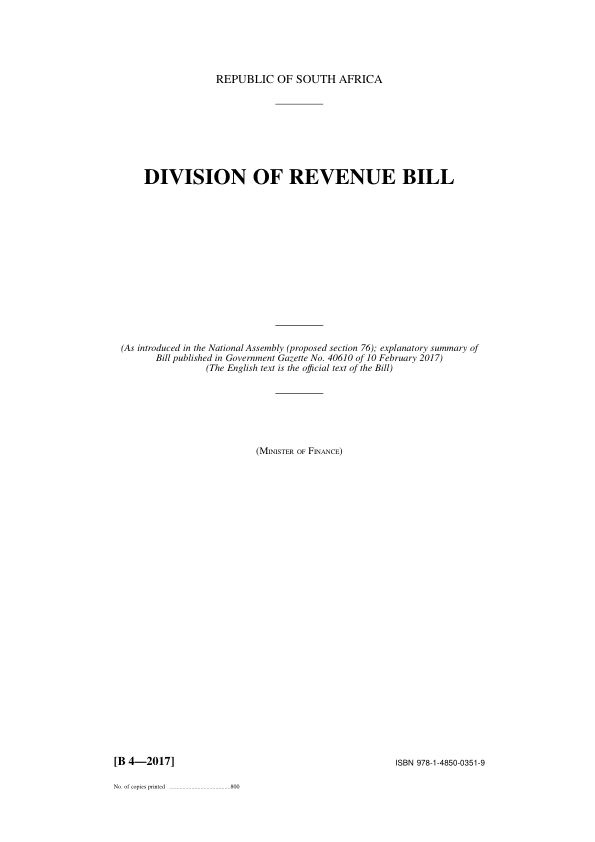 REPUBLIC OF SOUTH AFRICA
DIVISION OF REVENUE BILL
(As introduced in the National Assembly (proposed section 76); explanatory summary of
Bill published in Government Gazette No. 40610 of 10 February 2017)
(The English text is the official text of the Bill)
(Minister of Finance)
[B 4—2017]
ISBN 978-1-4850-0351-9
No. of copies printed .........................................800